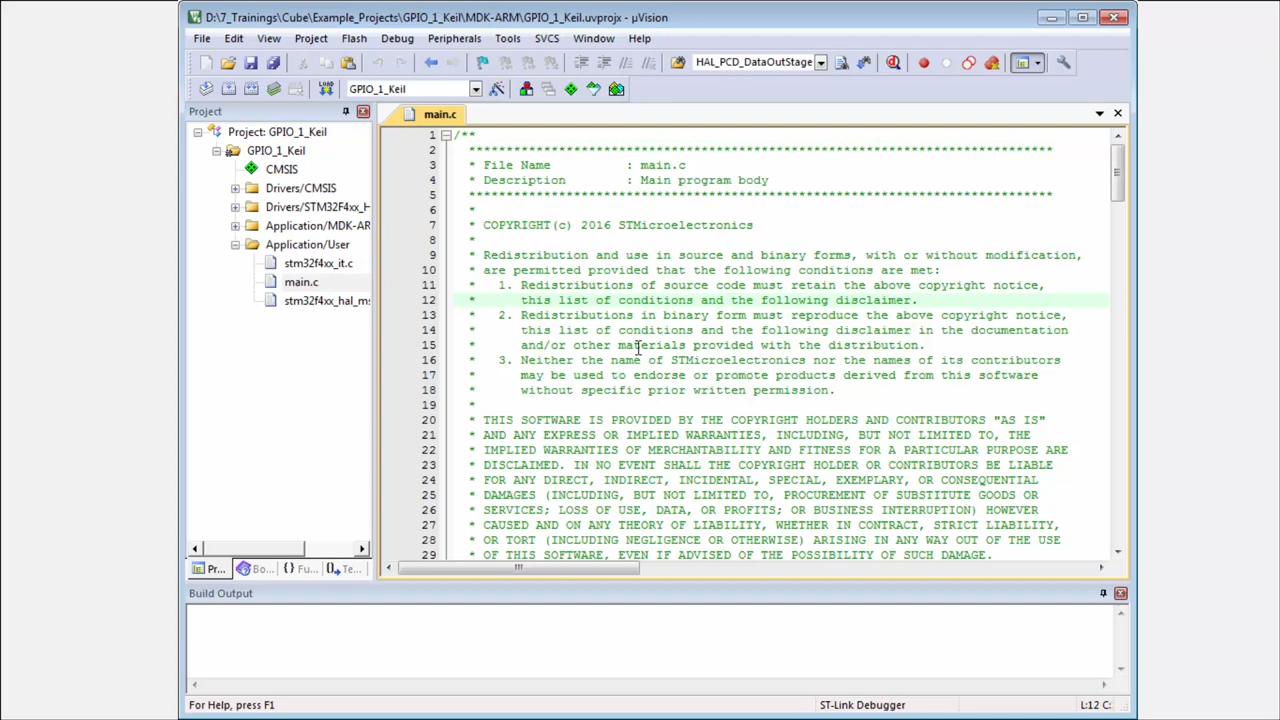 D:\7_Trainings\Cube\Example_Projects\GPIO_1_Keil\MDK-ARM\GPIO_1_Keil.uvprojx - µVision
File Edit View Project Flash Debug Peripherals Tools SVCS Window Help
HAL_PCD_DataOutStage
LOAD GPIO_1_Keil
Project
main.c
Project: GPIO_1_Keil
GPIO_1_Keil
CMSIS
Drivers/CMSIS
Drivers/STM32F4xx_H
Application/MDK-AR
Application/User
stm32f4xx_it.c
main.c
stm32f4xx_hal_ms
1 /**
2 ******************************************************************************
3 * File Name : main.c
4 * Description : Main program body
5 ******************************************************************************
6 *
7 * COPYRIGHT(c) 2016 STMicroelectronics
8 *
9 * Redistribution and use in source and binary forms, with or without modification,
10 * are permitted provided that the following conditions are met:
11 * 1. Redistributions of source code must retain the above copyright notice,
12 * this list of conditions and the following disclaimer.
13 * 2. Redistributions in binary form must reproduce the above copyright notice,
14 * this list of conditions and the following disclaimer in the documentation
15 * and/or other materials provided with the distribution.
16 * 3. Neither the name of STMicroelectronics nor the names of its contributors
17 * may be used to endorse or promote products derived from this software
18 * without specific prior written permission.
19 *
20 * THIS SOFTWARE IS PROVIDED BY THE COPYRIGHT HOLDERS AND CONTRIBUTORS "AS IS"
21 * AND ANY EXPRESS OR IMPLIED WARRANTIES, INCLUDING, BUT NOT LIMITED TO, THE
22 * IMPLIED WARRANTIES OF MERCHANTABILITY AND FITNESS FOR A PARTICULAR PURPOSE ARE
23 * DISCLAIMED. IN NO EVENT SHALL THE COPYRIGHT HOLDER OR CONTRIBUTORS BE LIABLE
24 * FOR ANY DIRECT, INDIRECT, INCIDENTAL, SPECIAL, EXEMPLARY, OR CONSEQUENTIAL
25 * DAMAGES (INCLUDING, BUT NOT LIMITED TO, PROCUREMENT OF SUBSTITUTE GOODS OR
26 * SERVICES; LOSS OF USE, DATA, OR PROFITS; OR BUSINESS INTERRUPTION) HOWEVER
27 * CAUSED AND ON ANY THEORY OF LIABILITY, WHETHER IN CONTRACT, STRICT LIABILITY,
28 * OR TORT (INCLUDING NEGLIGENCE OR OTHERWISE) ARISING IN ANY WAY OUT OF THE USE
29 * OF THIS SOFTWARE, EVEN IF ADVISED OF THE POSSIBILITY OF SUCH DAMAGE.
Pr... Bo... {} Fu... Te...
Build Output
For Help, press F1 ST-Link Debugger L:12 C: